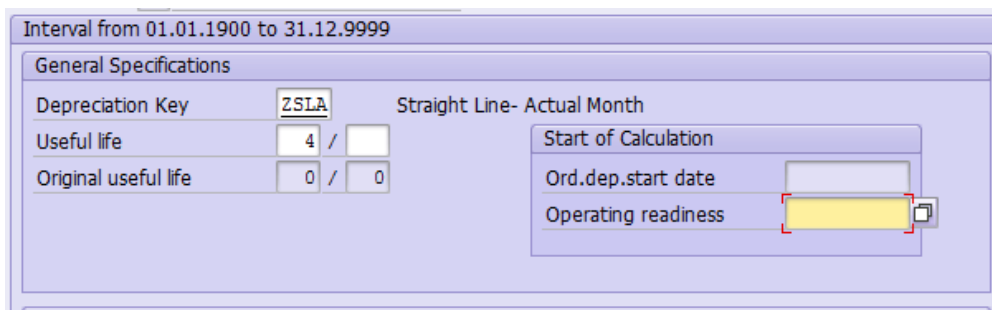 Interval from 01.01.1900 to 31.12.9999
General Specifications
Depreciation Key ZSLA Straight Line- Actual Month
Useful life 4 /
Start of Calculation
Original useful life 0 / 0
Ord.dep.start date
Operating readiness